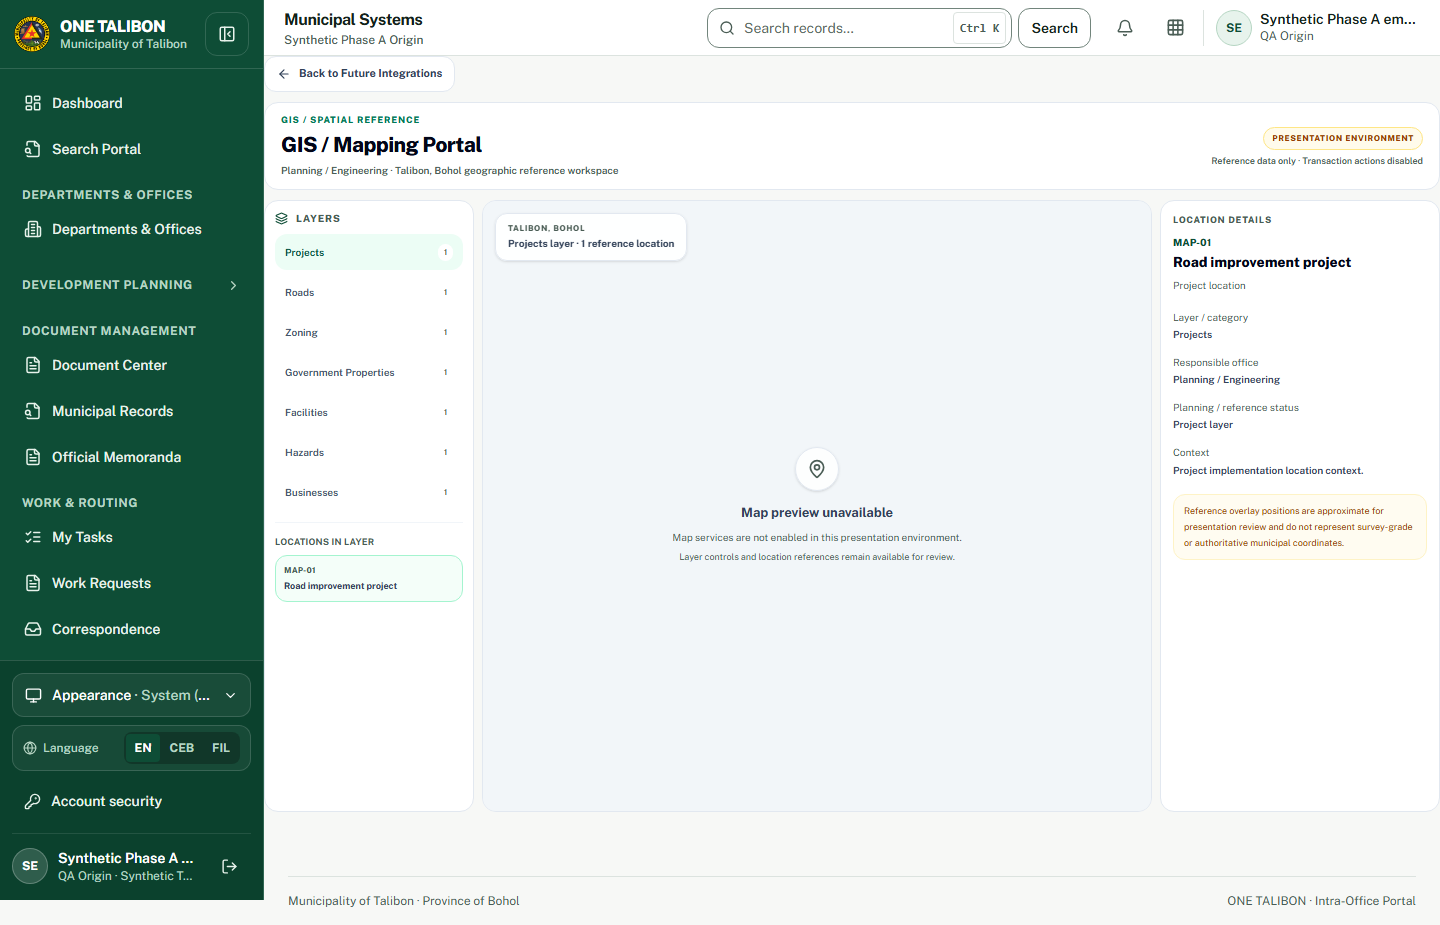 ONE TALIBON
Municipality of Talibon
Dashboard
Search Portal
DEPARTMENTS & OFFICES
Departments & Offices
DEVELOPMENT PLANNING
DOCUMENT MANAGEMENT
Document Center
Municipal Records
Official Memoranda
WORK & ROUTING
My Tasks
Work Requests
Correspondence
Appearance · System (...
Language EN CEB FIL
Account security
SE
Synthetic Phase A ...
QA Origin · Synthetic T...
Municipal Systems
Synthetic Phase A Origin
Search records... Ctrl K
Search
SE
Synthetic Phase A em...
QA Origin
Back to Future Integrations
GIS / SPATIAL REFERENCE
GIS / Mapping Portal
Planning / Engineering · Talibon, Bohol geographic reference workspace
PRESENTATION ENVIRONMENT
Reference data only · Transaction actions disabled
LAYERS
Projects 1
Roads 1
Zoning 1
Government Properties 1
Facilities 1
Hazards 1
Businesses 1
LOCATIONS IN LAYER
MAP-01
Road improvement project
TALIBON, BOHOL
Projects layer · 1 reference location
Map preview unavailable
Map services are not enabled in this presentation environment.
Layer controls and location references remain available for review.
LOCATION DETAILS
MAP-01
Road improvement project
Project location
Layer / category
Projects
Responsible office
Planning / Engineering
Planning / reference status
Project layer
Context
Project implementation location context.
Reference overlay positions are approximate for
presentation review and do not represent survey-grade
or authoritative municipal coordinates.
Municipality of Talibon · Province of Bohol
ONE TALIBON · Intra-Office Portal